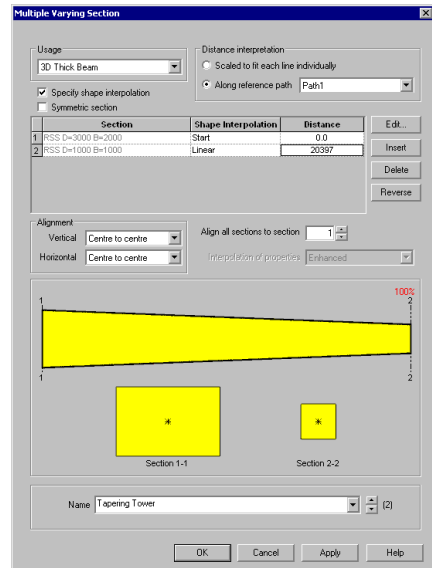 Multiple Varying Section
Usage
3D Thick Beam
Distance interpretation
Scaled to fit each line individually
Along reference path Path1
Specify shape interpolation
Symmetric section
Section Shape Interpolation Distance
1 RSS D=3000 B=2000 Start 0.0
2 RSS D=1000 B=1000 Linear 20397
Edit...
Insert
Delete
Reverse
Alignment
Vertical Centre to centre
Horizontal Centre to centre
Align all sections to section 1
Interpolation of properties Enhanced
100%
1 2
1 2
Section 1-1 Section 2-2
Name Tapering Tower (2)
OK Cancel Apply Help